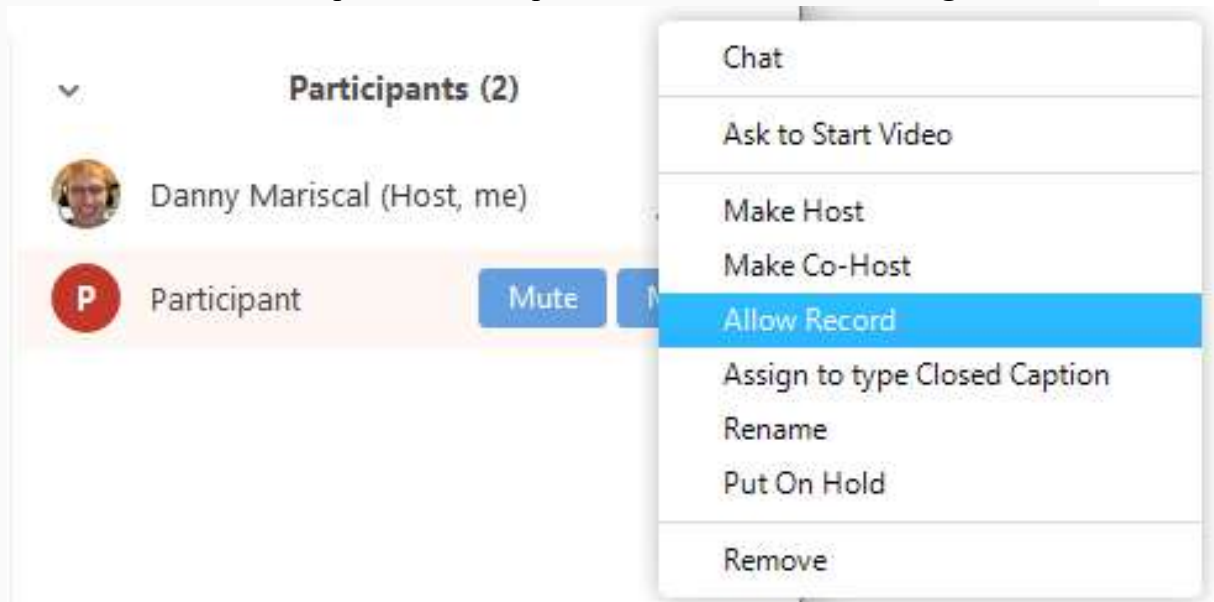 Participants (2)
Danny Mariscal (Host, me)
P Participant Mute
Chat
Ask to Start Video
Make Host
Make Co-Host
Allow Record
Assign to type Closed Caption
Rename
Put On Hold
Remove